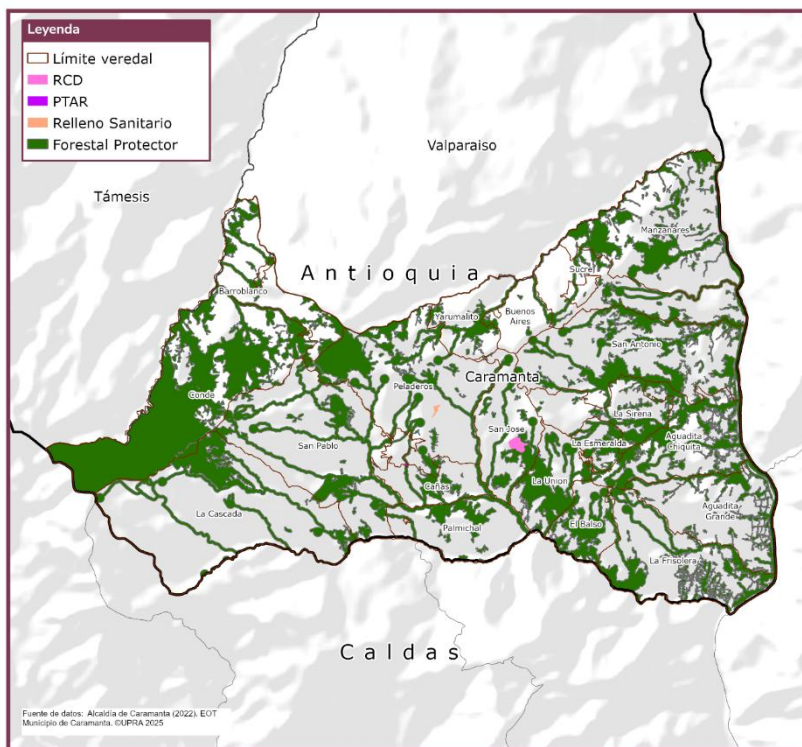 Leyenda
Límite veredal
RCD
PTAR
Relleno Sanitario
Forestal Protector
Valparaiso
Támesis
Manzanares
Antioquia
Sucre
Barroblanco
Yarumalito
Buenos
Aires
San Antonio
Caramanta
Peladeros
Conde
La Sirena
San Jose
San Pablo
La Esmeralda
Aguadita
Chiquita
La Union
Cañas
Aguadita
Grande
La Cascada
El Balso
Palmichal
La Frisolera
Caldas
Fuente de datos: Alcaldía de Caramanta (2022). EOT
Municipio de Caramanta. ©UPRA 2025